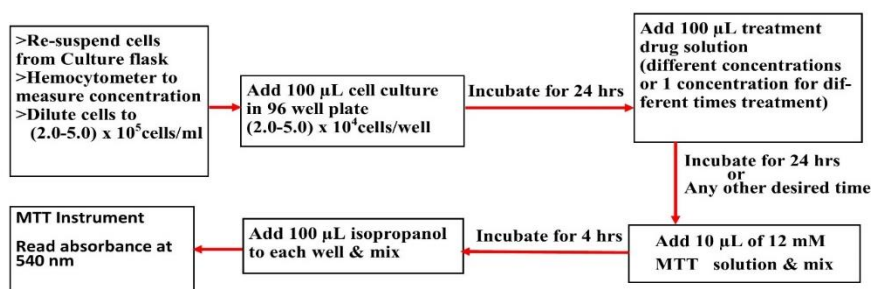 >Re-suspend cells
from Culture flask
>Hemocytometer to
measure concentration
>Dilute cells to
(2.0-5.0) x 10⁵cells/ml
Add 100 µL cell culture
in 96 well plate
(2.0-5.0) x 10⁴cells/well
Incubate for 24 hrs
Add 100 µL treatment
drug solution
(different concentrations
or 1 concentration for dif-
ferent times treatment)
Incubate for 24 hrs
or
Any other desired time
Add 10 µL of 12 mM
MTT solution & mix
Incubate for 4 hrs
Add 100 µL isopropanol
to each well & mix
MTT Instrument
Read absorbance at
540 nm